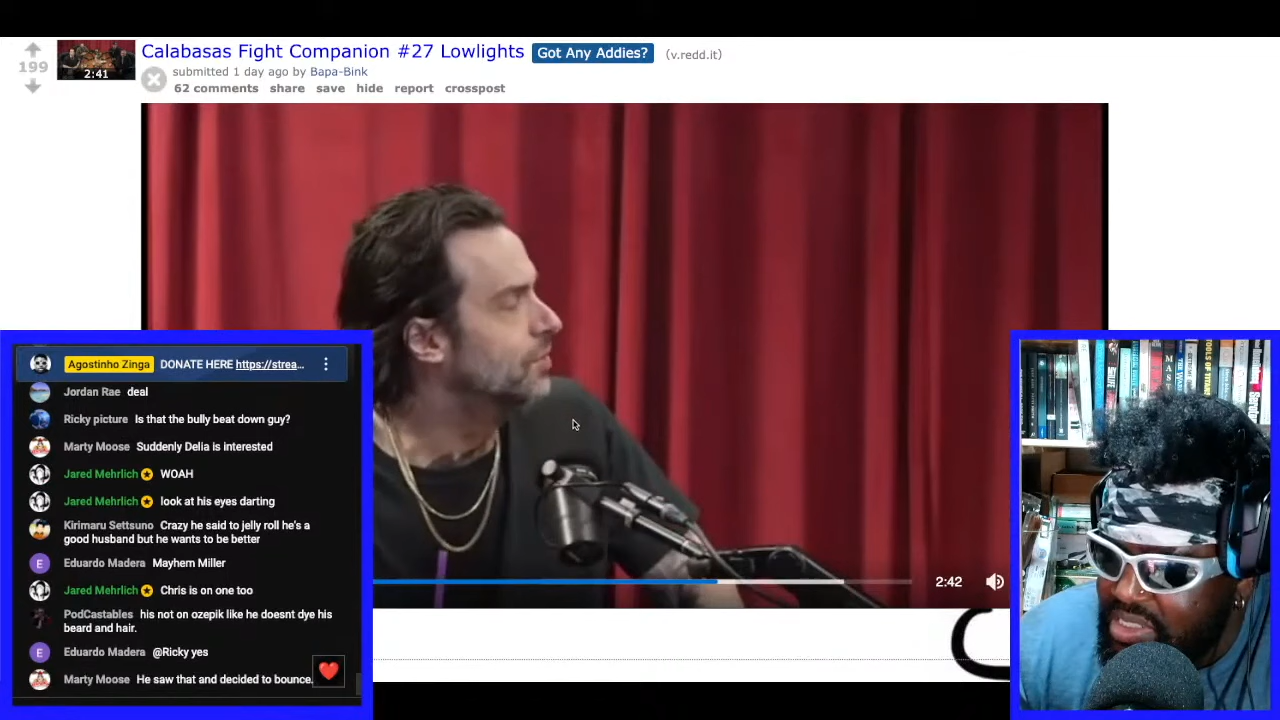 Calabasas Fight Companion #27 Lowlights Got Any Addies? (v.redd.it)
199
2:41
submitted 1 day ago by Bapa-Bink
62 comments share save hide report crosspost
Agostinho Zinga DONATE HERE https://strea...
Jordan Rae deal
Ricky picture Is that the bully beat down guy?
Marty Moose Suddenly Delia is interested
Jared Mehrlich WOAH
Jared Mehrlich look at his eyes darting
Kirimaru Settsuno Crazy he said to jelly roll he's a
good husband but he wants to be better
E Eduardo Madera Mayhem Miller
Jared Mehrlich Chris is on one too
PodCastables his not on ozepik like he doesnt dye his
beard and hair.
E Eduardo Madera @Ricky yes
Marty Moose He saw that and decided to bounce.
2:42
TOOLS OF TITAN